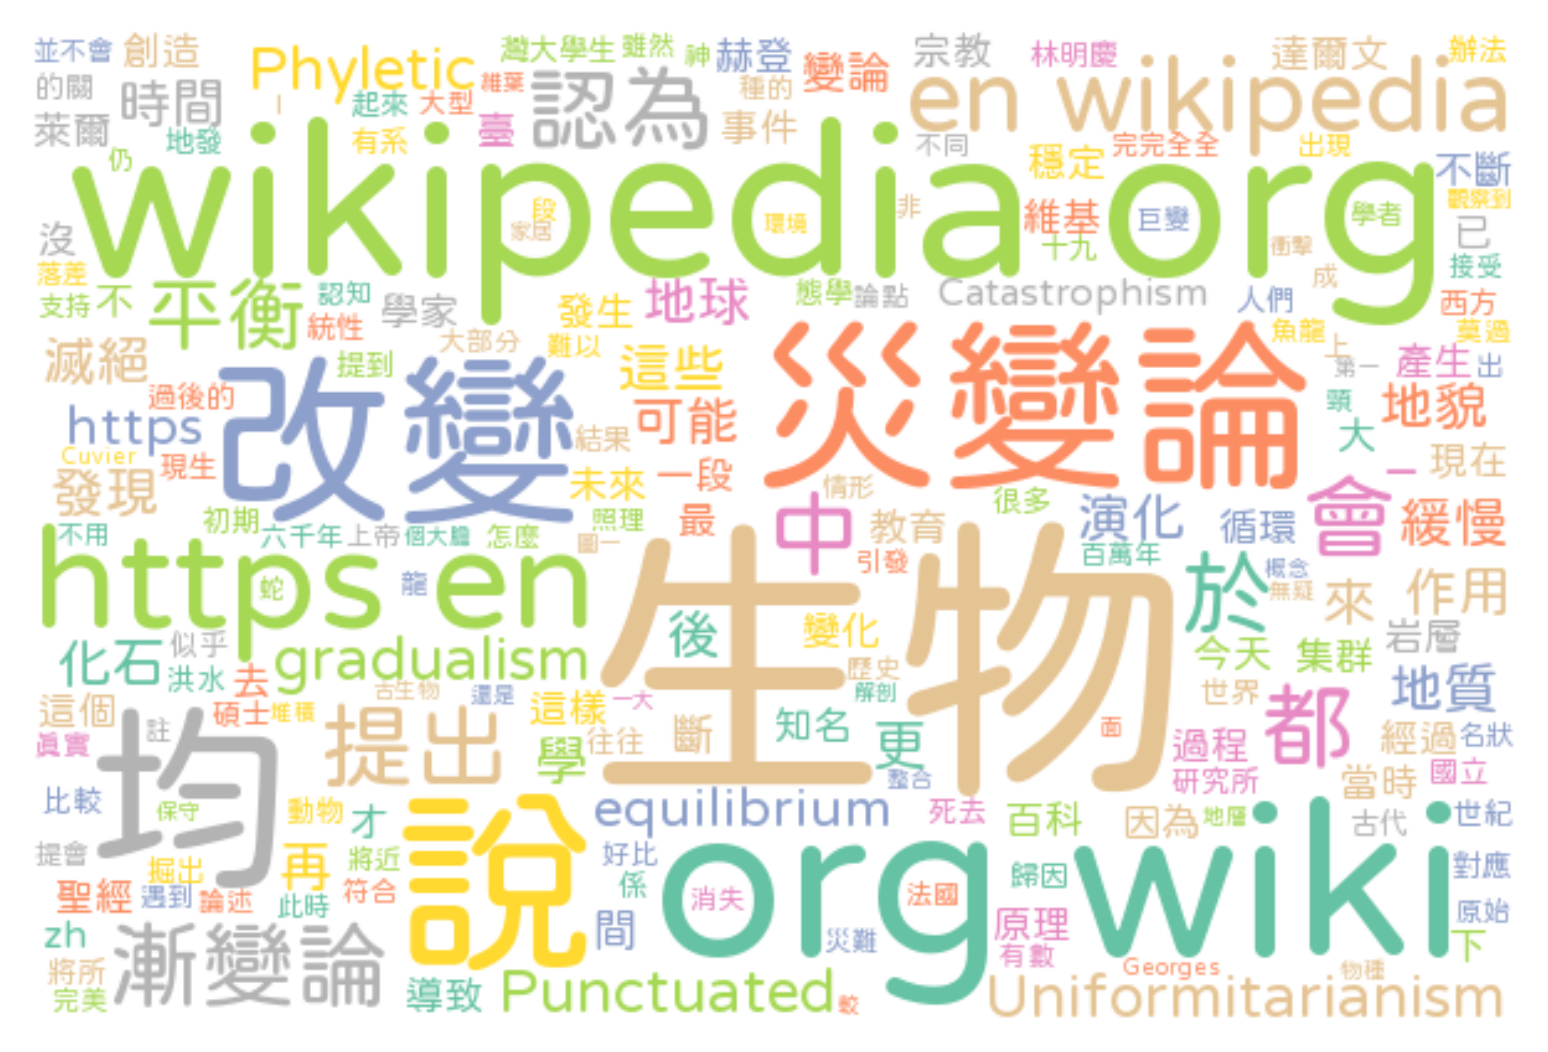 並不會 創造 Phyletic 灣大學生 雖然 神 赫登 變論 宗教 林明慶 達爾文 辦法
的關 時間 起來 大型 維葉 認為 種的 en wikipedia
萊爾 地發 有系 臺 事件 不同 穩定 完完全全 出現 不斷
仍 wikipedia org 觀察到
沒 段 家居 環境 非 維基 巨變 學者 已
落差 十九 衝擊 接受
支持 不 平衡 認知 學家 發生 地球 態學 論點 Catastrophism 人們 成 西方
統性 大部分 難以 魚龍 上 莫過
滅絕 提到 這些 災變論 第一 產生 出
過後的 改變 可能 頸 地貌
https 結果 大
Cuvier 現生 未來 一段 現在
發現 情形 很多 一
初期 照理 最 中 教育 演化 循環 會 緩慢
不用 六千年 上帝 個大膽 怎麼 圖一 引發 百萬年 概念
https en 蛇 龍 生物 於 無疑 來 作用
化石 似乎 gradualism 後 變化 今天 集群 岩層
洪水 去 古生物 還是 一大 歷史 解剖 世界 地質
這個 碩士 堆積 提出 這樣 知名 面 都
真實 均 註 學 往往 斷 更 過程 經過 名狀
整合 研究所 當時 國立
比較 保守 動物 才 說 equilibrium 死去 百科 因為 地層 古代 世紀
提會 掘出 再 將近 好比 org wiki 對應
聖經 遇到 論述 此時 符合 係 消失 法國 歸因 原始
zh 漸變論 間 災難 原理 下
將所 有數 Georges 物種
完美 導致 Punctuated 較 Uniformitarianism